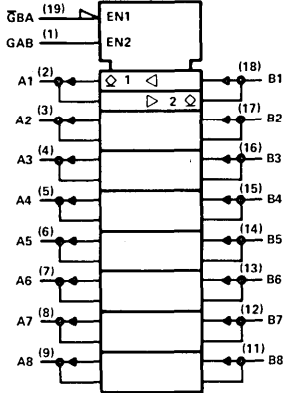 G̅BA (19) EN1
GAB (1) EN2
A1 (2) 1 (18) B1
2
A2 (3) (17) B2
A3 (4) (16) B3
A4 (5) (15) B4
A5 (6) (14) B5
A6 (7) (13) B6
A7 (8) (12) B7
A8 (9) (11) B8